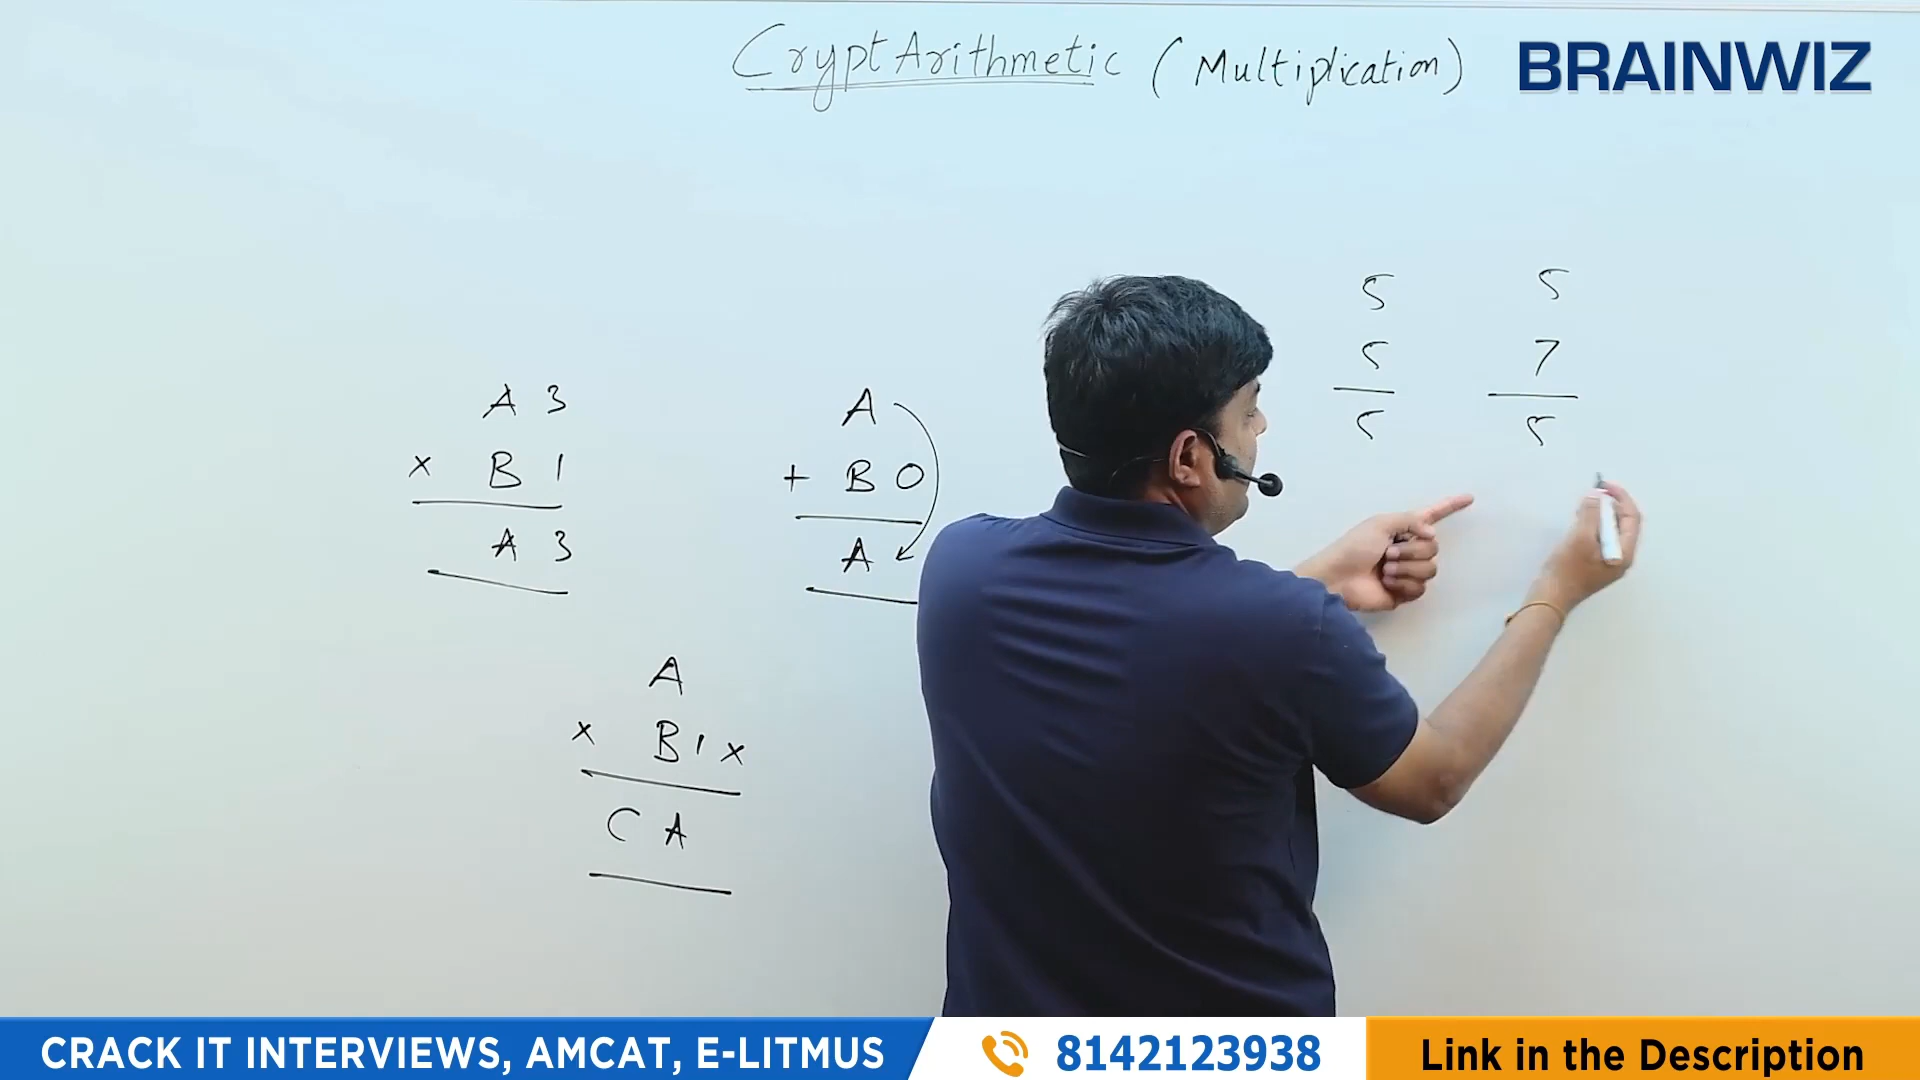 CryptArithmetic (Multiplication)
BRAINWIZ
A 3
x B 1
A 3
A
+ B 0
A
A
x B 1 x
C A
5
5
5
5
7
5
CRACK IT INTERVIEWS, AMCAT, E-LITMUS
8142123938
Link in the Description